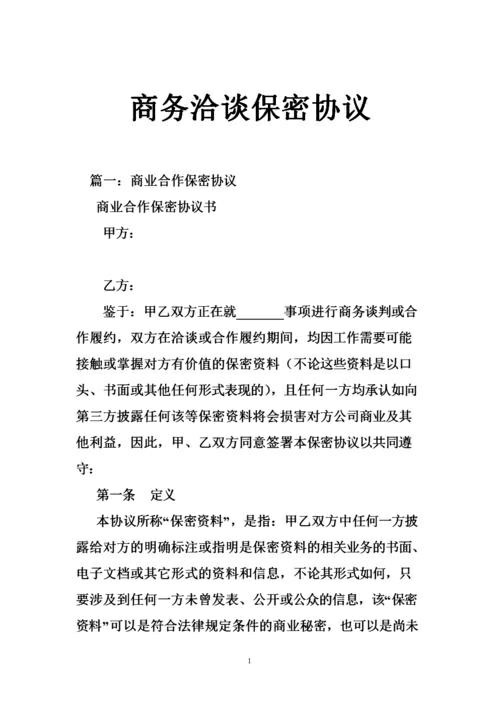 商务洽谈保密协议
篇一：商业合作保密协议
商业合作保密协议书
甲方：
乙方：
鉴于：甲乙双方正在就_______事项进行商务谈判或合
作履约，双方在洽谈或合作履约期间，均因工作需要可能
接触或掌握对方有价值的保密资料（不论这些资料是以口
头、书面或其他任何形式表现的），且任何一方均承认如向
第三方披露任何该等保密资料将会损害对方公司商业及其
他利益，因此，甲、乙双方同意签署本保密协议以共同遵
守：
第一条　定义
本协议所称“保密资料”，是指：甲乙双方中任何一方披
露给对方的明确标注或指明是保密资料的相关业务的书面、
电子文档或其它形式的资料和信息，不论其形式如何，只
要涉及到任何一方未曾发表、公开或公众的信息，该“保密
资料”可以是符合法律规定条件的商业秘密，也可以是尚未
1